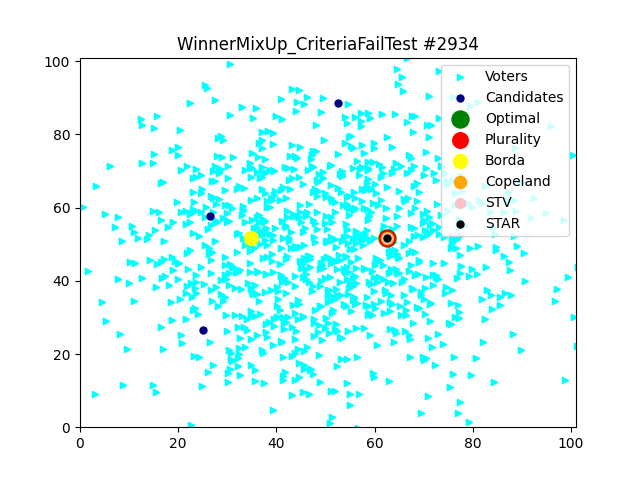 WinnerMixUp_CriteriaFailTest #2934
100
80
60
40
20
0
0 20 40 60 80 100
Voters
Candidates
Optimal
Plurality
Borda
Copeland
STV
STAR